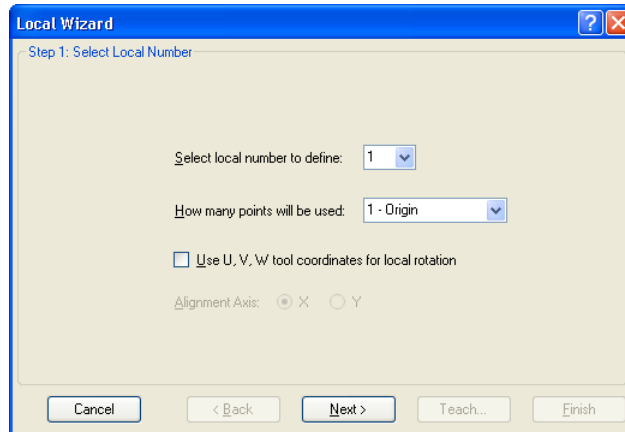 Local Wizard
Step 1: Select Local Number
Select local number to define: 1
How many points will be used: 1 - Origin
Use U, V, W tool coordinates for local rotation
Alignment Axis: X Y
Cancel < Back Next > Teach... Finish